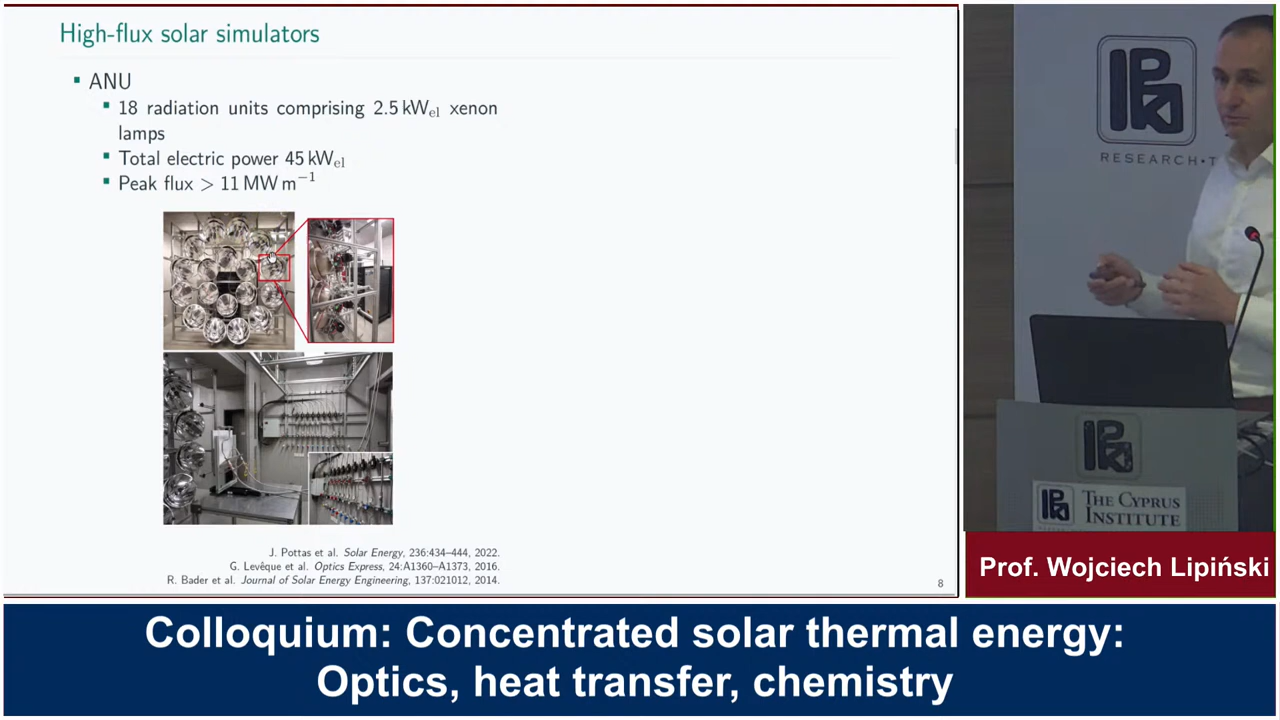 High-flux solar simulators
▪ ANU
▪ 18 radiation units comprising 2.5 kW_el xenon
lamps
▪ Total electric power 45 kW_el
▪ Peak flux > 11 MW m⁻¹
J. Pottas et al. Solar Energy, 236:434–444, 2022.
G. Levêque et al. Optics Express, 24:A1360–A1373, 2016.
R. Bader et al. Journal of Solar Energy Engineering, 137:021012, 2014.
8
RESEARCH•T
THE CYPRUS
INSTITUTE
Prof. Wojciech Lipiński
Colloquium: Concentrated solar thermal energy:
Optics, heat transfer, chemistry